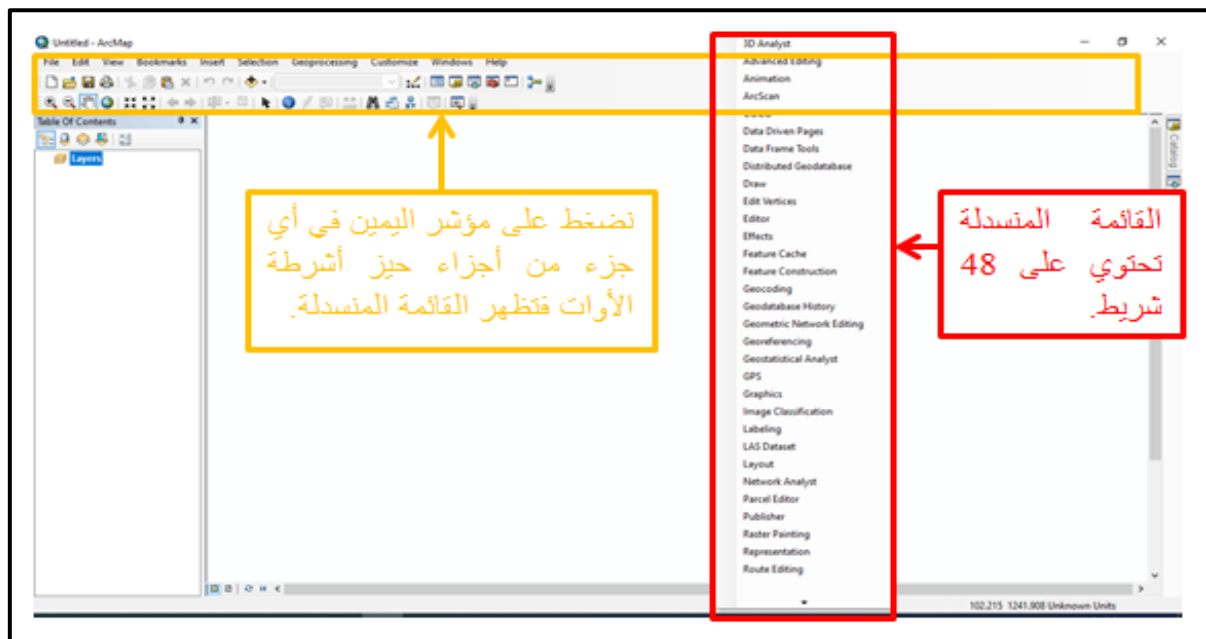 Untitled - ArcMap
File Edit View Bookmarks Insert Selection Geoprocessing Customize Windows Help
Table Of Contents
Layers
نضغط على مؤشر اليمين في أي
جزء من أجزاء حيز أشرطة
الأوات فتظهر القائمة المنسدلة.
3D Analyst
Advanced Editing
Animation
ArcScan
Data Driven Pages
Data Frame Tools
Distributed Geodatabase
Draw
Edit Vertices
Editor
Effects
Feature Cache
Feature Construction
Geocoding
Geodatabase History
Geometric Network Editing
Georeferencing
Geostatistical Analyst
GPS
Graphics
Image Classification
Labeling
LAS Dataset
Layout
Network Analyst
Parcel Editor
Publisher
Raster Painting
Representation
Route Editing
القائمة المنسدلة
تحتوي على 48
شريط.
Catalog
102.215 1241.908 Unknown Units